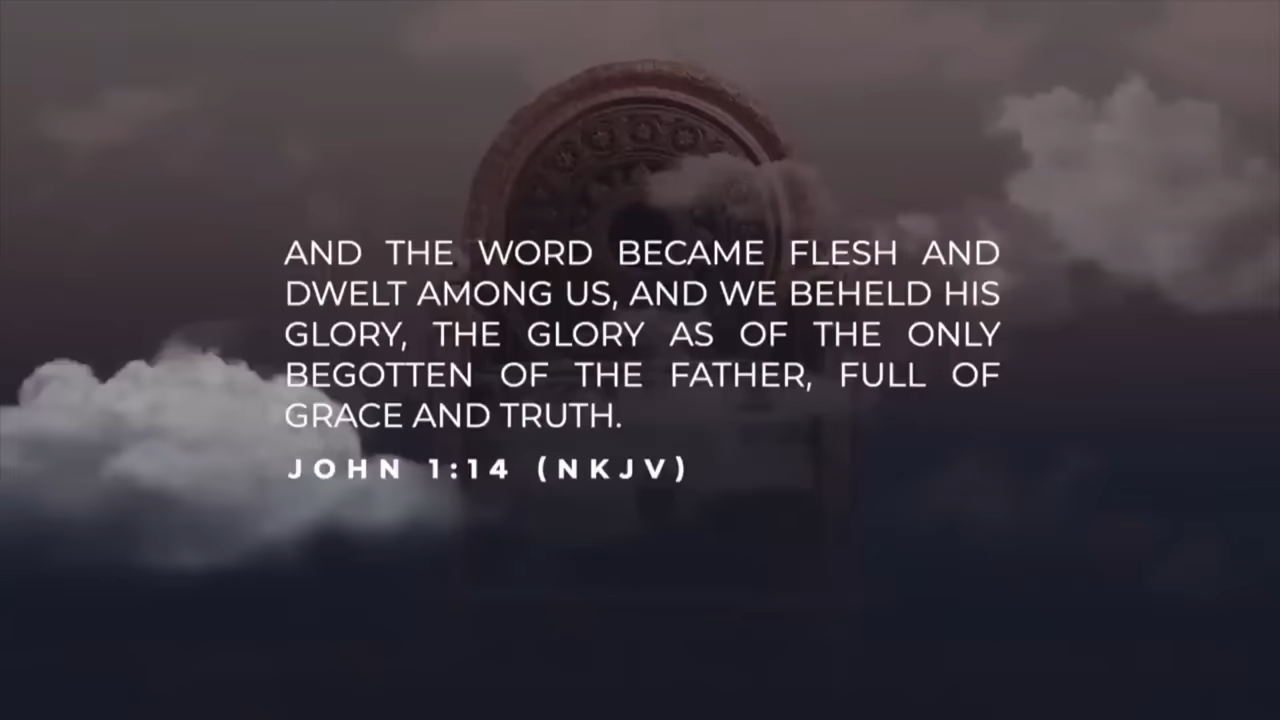 AND THE WORD BECAME FLESH AND
DWELT AMONG US, AND WE BEHELD HIS
GLORY, THE GLORY AS OF THE ONLY
BEGOTTEN OF THE FATHER, FULL OF
GRACE AND TRUTH.
JOHN 1:14 (NKJV)